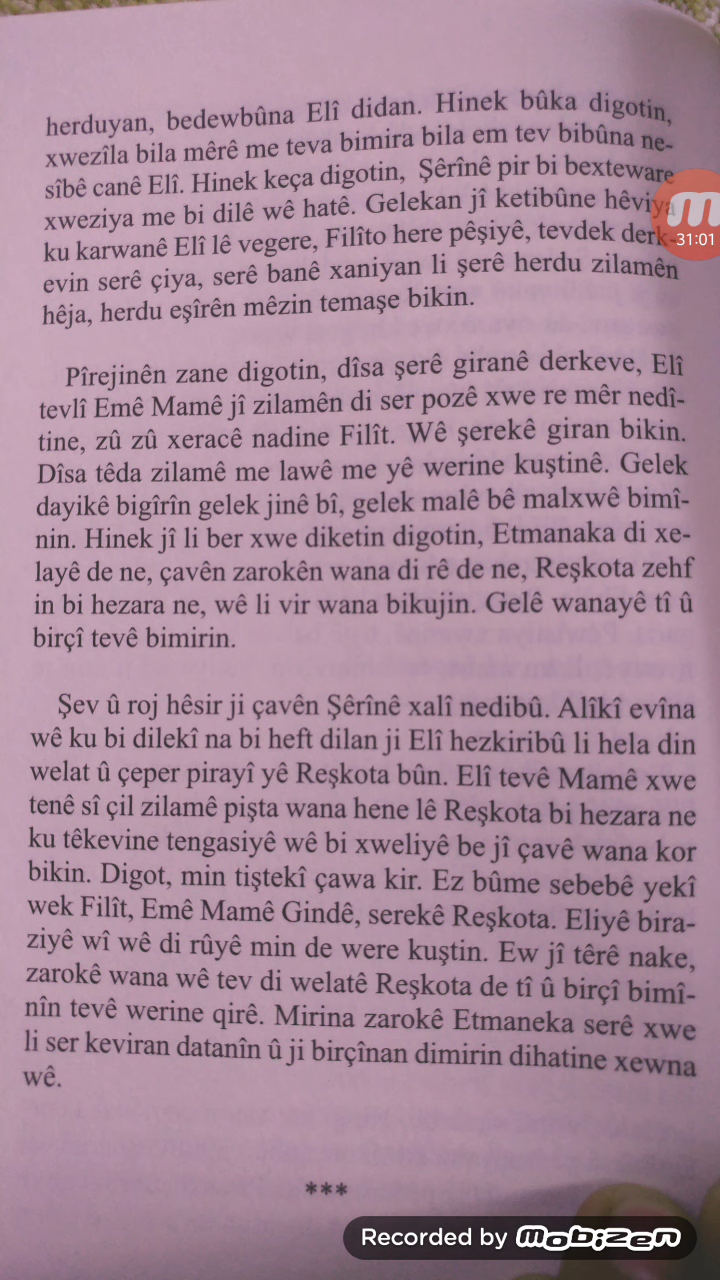 herduyan, bedewbûna Elî didan. Hinek bûka digotin,
xwezîla bila mêrê me teva bimira bila em tev bibûna ne-
sîbê canê Elî. Hinek keça digotin, Şêrînê pir bi bexteware
xweziya me bi dilê wê hatê. Gelekan jî ketibûne hêviya
ku karwanê Elî lê vegere, Filîto here pêşiyê, tevdek derk-
evin serê çiya, serê banê xaniyan li şerê herdu zilamên
hêja, herdu eşîrên mêzin temaşe bikin.
Pîrejinên zane digotin, dîsa şerê giranê derkeve, Elî
tevlî Emê Mamê jî zilamên di ser pozê xwe re mêr nedî-
tine, zû zû xeracê nadine Filît. Wê şerekê giran bikin.
Dîsa têda zilamê me lawê me yê werine kuştinê. Gelek
dayikê bigîrîn gelek jinê bî, gelek malê bê malxwê bimî-
nin. Hinek jî li ber xwe diketin digotin, Etmanaka di xe-
layê de ne, çavên zarokên wana di rê de ne, Reşkota zehf
in bi hezara ne, wê li vir wana bikujin. Gelê wanayê tî û
birçî tevê bimirin.
Şev û roj hêsir ji çavên Şêrînê xalî nedibû. Alîkî evîna
wê ku bi dilekî na bi heft dilan ji Elî hezkiribû li hela din
welat û çeper pirayî yê Reşkota bûn. Elî tevê Mamê xwe
tenê sî çil zilamê pişta wana hene lê Reşkota bi hezara ne
ku têkevine tengasiyê wê bi xweliyê be jî çavê wana kor
bikin. Digot, min tiştekî çawa kir. Ez bûme sebebê yekî
wek Filît, Emê Mamê Gindê, serekê Reşkota. Eliyê bira-
ziyê wî wê di rûyê min de were kuştin. Ew jî têrê nake,
zarokê wana wê tev di welatê Reşkota de tî û birçî bimî-
nîn tevê werine qirê. Mirina zarokê Etmaneka serê xwe
li ser keviran datanîn û ji birçînan dimirin dihatine xewna
wê.
***
-31:01
Recorded by mobizen